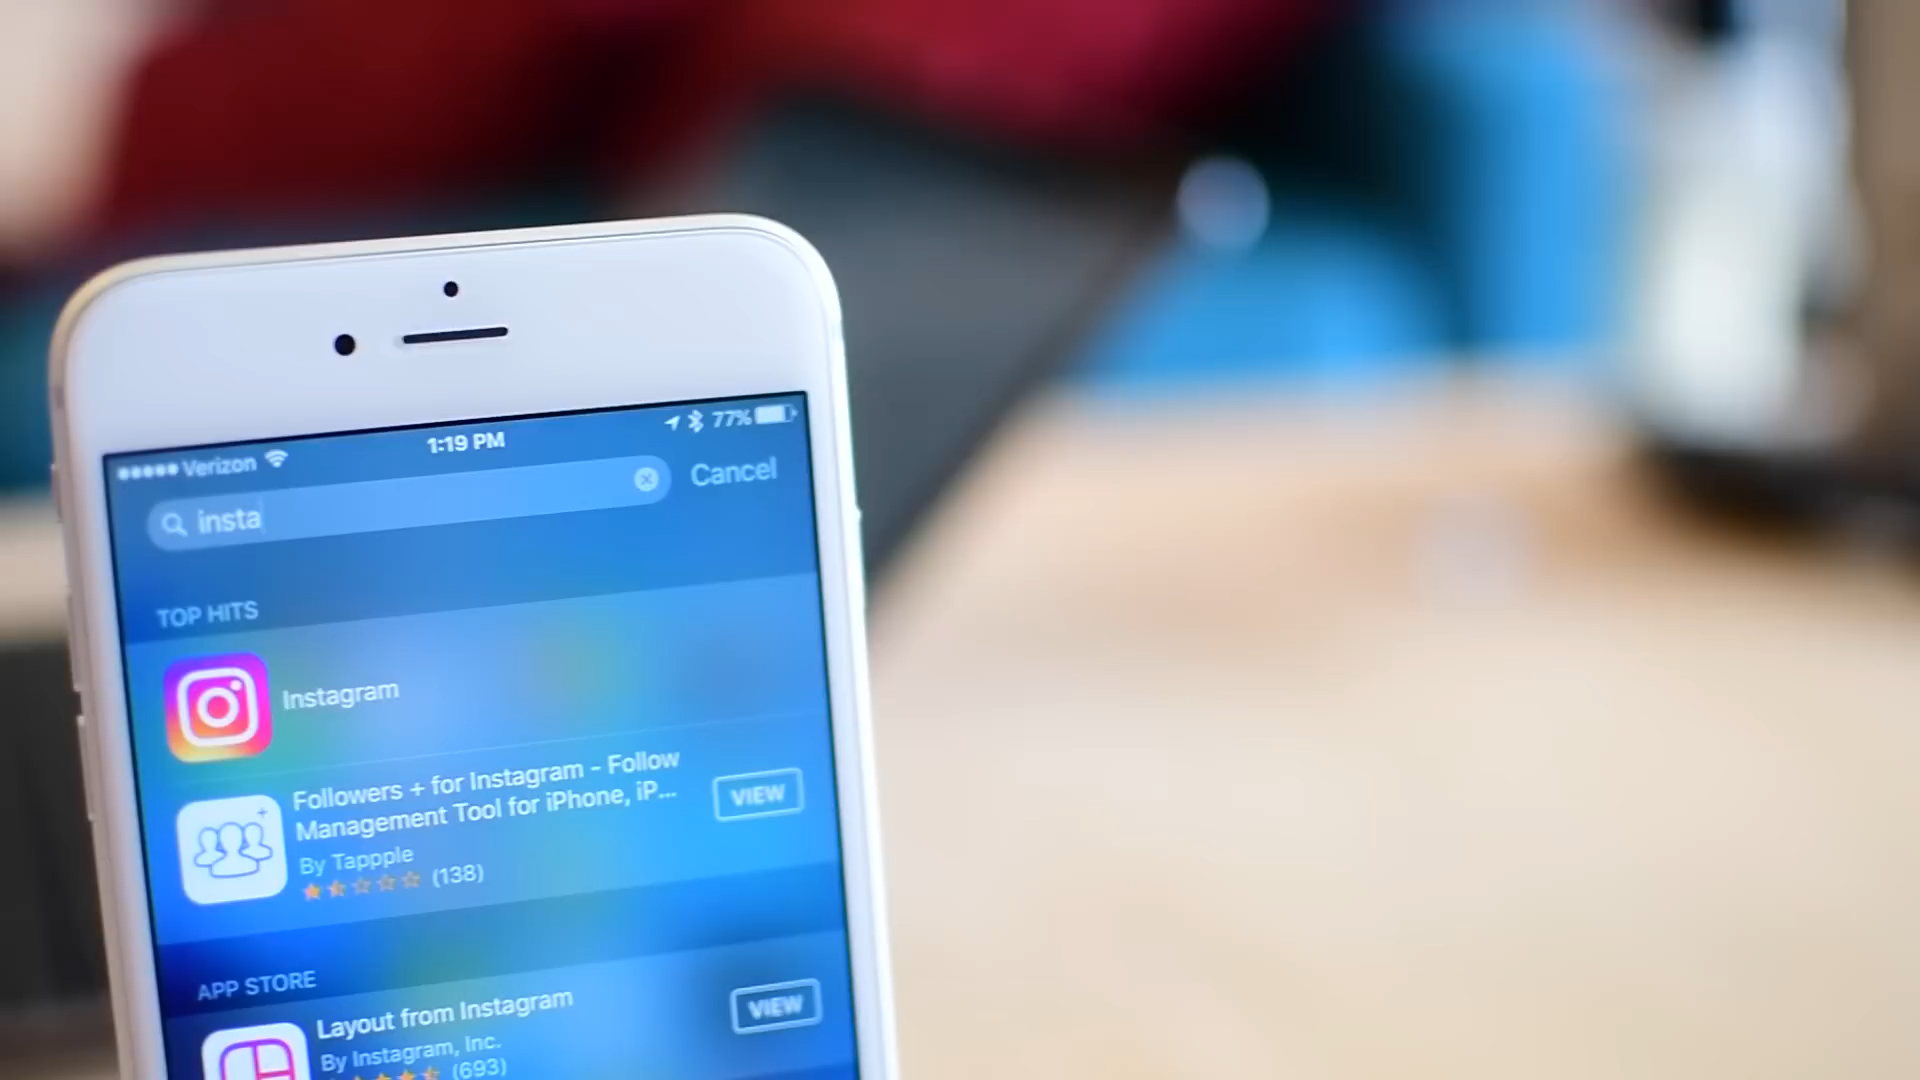 Verizon 1:19 PM 77%
insta Cancel
TOP HITS
Instagram
Followers + for Instagram - Follow
Management Tool for iPhone, iP...
VIEW
By Tappple
(138)
APP STORE
Layout from Instagram
VIEW
By Instagram, Inc.
(693)